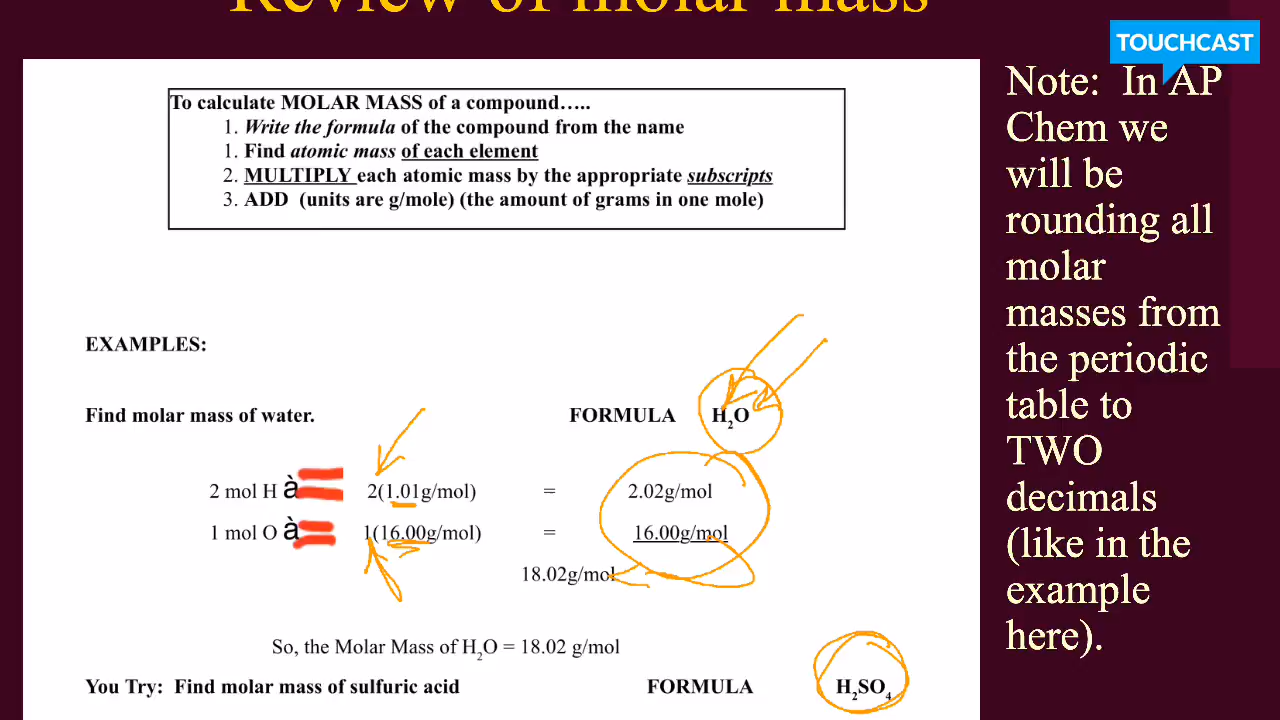 Review of molar mass
TOUCHCAST
To calculate MOLAR MASS of a compound…..
1. Write the formula of the compound from the name
1. Find atomic mass of each element
2. MULTIPLY each atomic mass by the appropriate subscripts
3. ADD (units are g/mole) (the amount of grams in one mole)
EXAMPLES:
Find molar mass of water. FORMULA H₂O
2 mol H à 2(1.01g/mol) = 2.02g/mol
1 mol O à 1(16.00g/mol) = 16.00g/mol
18.02g/mol
So, the Molar Mass of H₂O = 18.02 g/mol
You Try: Find molar mass of sulfuric acid FORMULA H₂SO₄
Note: In AP
Chem we
will be
rounding all
molar
masses from
the periodic
table to
TWO
decimals
(like in the
example
here).